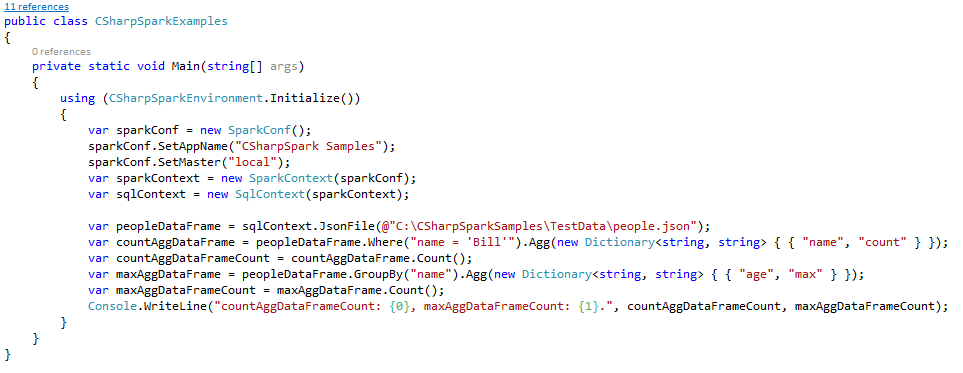 11 references
public class CSharpSparkExamples
{
0 references
private static void Main(string[] args)
{
using (CSharpSparkEnvironment.Initialize())
{
var sparkConf = new SparkConf();
sparkConf.SetAppName("CSharpSpark Samples");
sparkConf.SetMaster("local");
var sparkContext = new SparkContext(sparkConf);
var sqlContext = new SqlContext(sparkContext);
var peopleDataFrame = sqlContext.JsonFile(@"C:\CSharpSparkSamples\TestData\people.json");
var countAggDataFrame = peopleDataFrame.Where("name = 'Bill'").Agg(new Dictionary<string, string> { { "name", "count" } });
var countAggDataFrameCount = countAggDataFrame.Count();
var maxAggDataFrame = peopleDataFrame.GroupBy("name").Agg(new Dictionary<string, string> { { "age", "max" } });
var maxAggDataFrameCount = maxAggDataFrame.Count();
Console.WriteLine("countAggDataFrameCount: {0}, maxAggDataFrameCount: {1}.", countAggDataFrameCount, maxAggDataFrameCount);
}
}
}